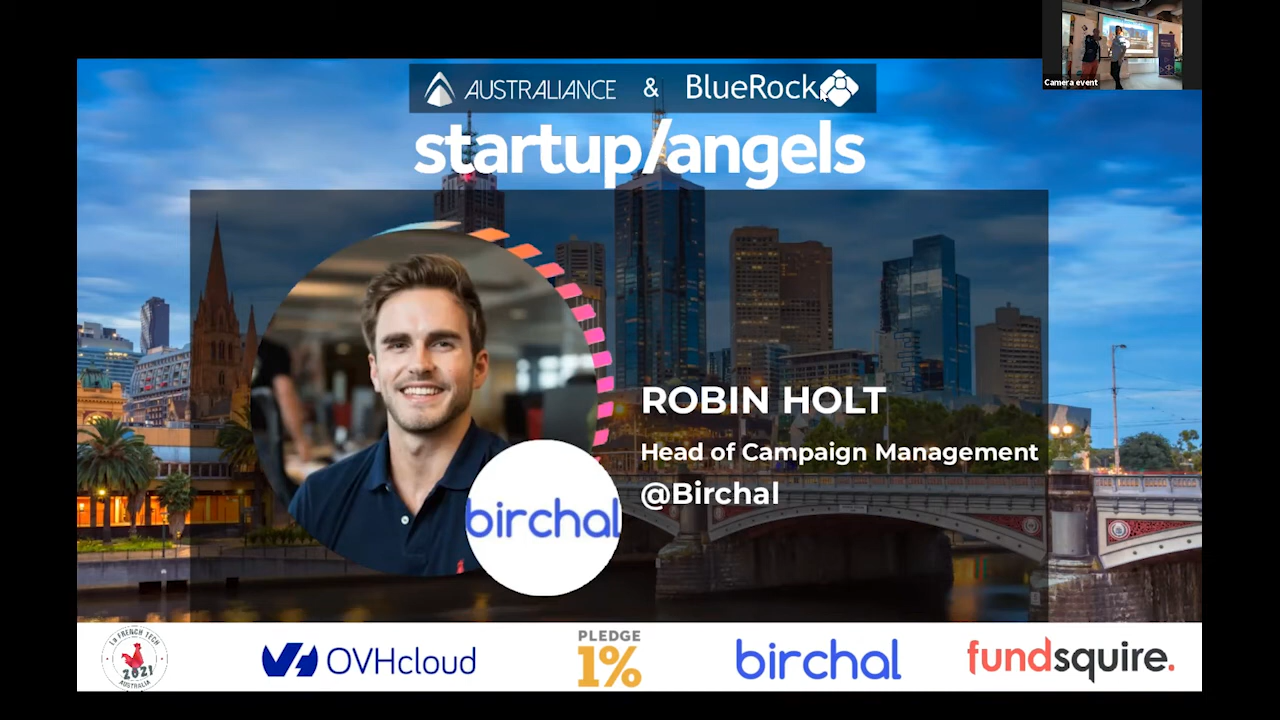 AUSTRALIANCE & BlueRock
Camera event
startup/angels
ROBIN HOLT
Head of Campaign Management
@Birchal
birchal
LA FRENCH TECH
2021
AUSTRALIA
OVHcloud
PLEDGE
1%
birchal
fundsquire.